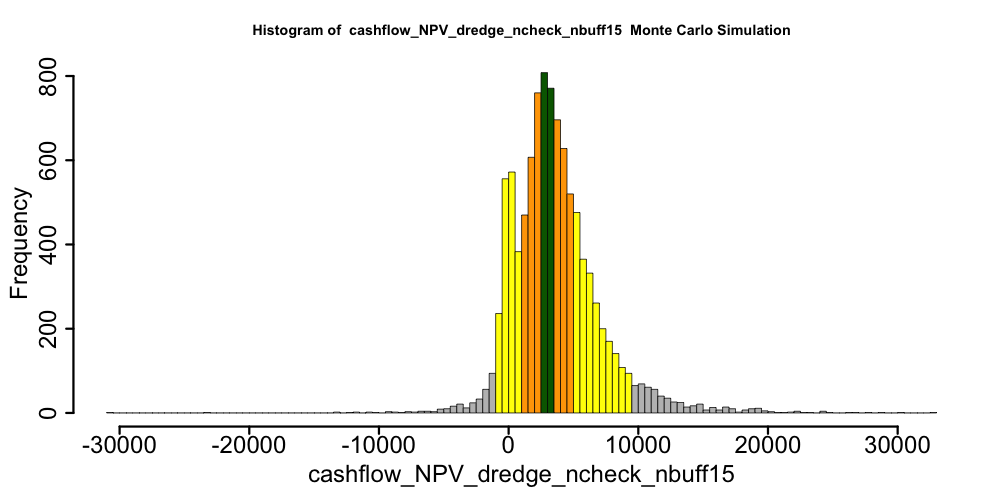 Histogram of  cashflow_NPV_dredge_ncheck_nbuff15  Monte Carlo Simulation
Frequency
800
600
400
200
0
-30000 -20000 -10000 0 10000 20000 30000
cashflow_NPV_dredge_ncheck_nbuff15